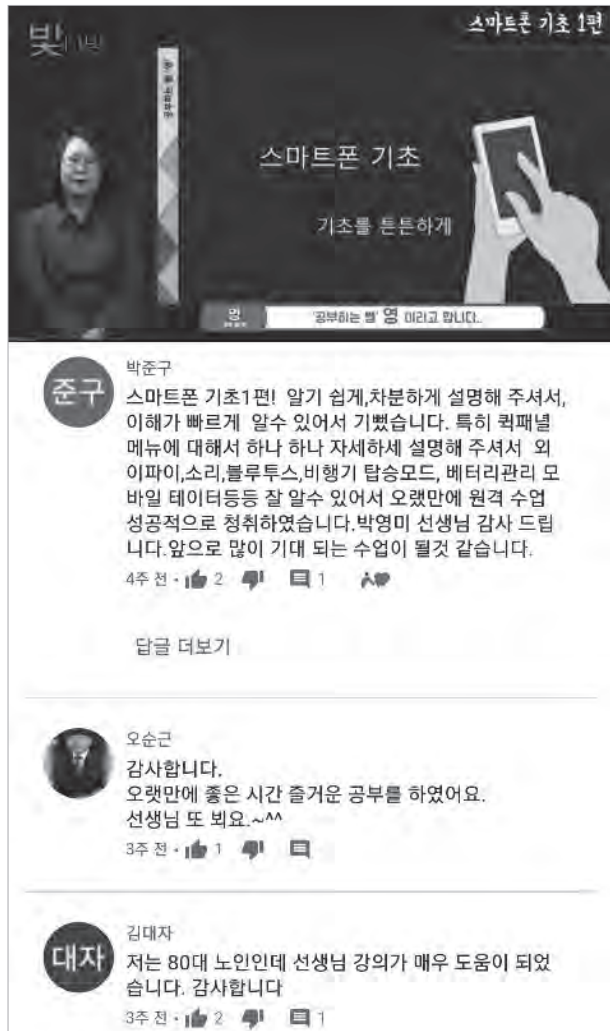 스마트폰 기초 1편
빛
스마트폰 기초
기초를 튼튼하게
영
'공부하는 쌤' 영 미라고 합니다..
준구
박준구
스마트폰 기초1편! 알기 쉽게,차분하게 설명해 주셔서,
이해가 빠르게 알수 있어서 기뻤습니다. 특히 퀵패널
메뉴에 대해서 하나 하나 자세하세 설명해 주셔서 외
이파이,소리,블루투스,비행기 탑승모드, 베터리관리 모
바일 테이터등등 잘 알수 있어서 오랬만에 원격 수업
성공적으로 청취하였습니다.박영미 선생님 감사 드립
니다.앞으로 많이 기대 되는 수업이 될것 같습니다.
4주 전 · 2 1
답글 더보기
오순근
감사합니다.
오랫만에 좋은 시간 즐거운 공부를 하였어요.
선생님 또 뵈요.~^^
3주 전 · 1
대자
김대자
저는 80대 노인인데 선생님 강의가 매우 도움이 되었
습니다. 감사합니다
3주 전 · 2 1